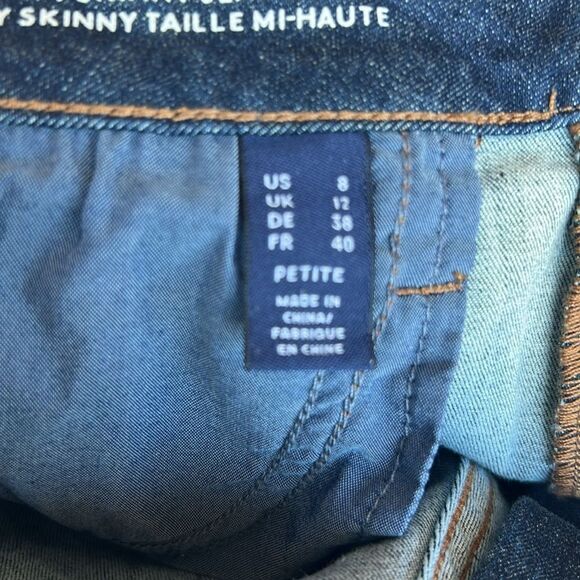 Y SKINNY TAILLE MI-HAUTE
US 8
UK 12
DE 38
FR 40
PETITE
MADE IN
CHINA/
FABRIQUE
EN CHINE